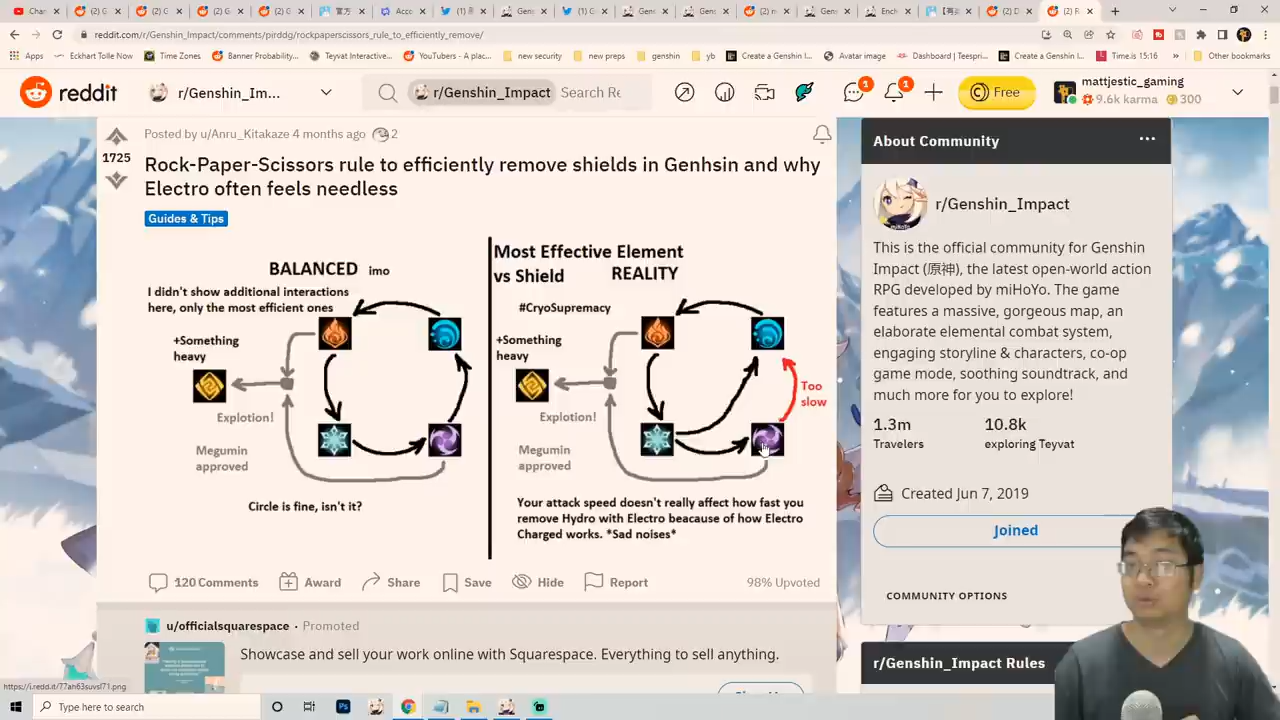 reddit.com/r/Genshin_Impact/comments/pirddg/rockpaperscissors_rule_to_efficiently_remove/
Apps
Eckhart Tolle Now
Time Zones
Banner Probability...
Teyvat Interactive...
YouTubers - A plac...
new security
new preps
genshin
yb
Create a Genshin I...
Avatar image
Dashboard | Teespri...
Create a Genshin I...
Time.is 15:16
Other bookmarks
reddit
r/Genshin_Im...
r/Genshin_Impact
Search Re
1
1
Free
mattjestic_gaming
9.6k karma
300
Posted by u/Anru_Kitakaze 4 months ago
2
1725
Rock-Paper-Scissors rule to efficiently remove shields in Genhsin and why
Electro often feels needless
Guides & Tips
BALANCED imo
I didn't show additional interactions
here, only the most efficient ones
+Something
heavy
Explotion!
Megumin
approved
Circle is fine, isn't it?
Most Effective Element
vs Shield
REALITY
#CryoSupremacy
+Something
heavy
Too
slow
Explotion!
Megumin
approved
Your attack speed doesn't really affect how fast you
remove Hydro with Electro beacause of how Electro
Charged works. *Sad noises*
120 Comments
Award
Share
Save
Hide
Report
98% Upvoted
u/officialsquarespace · Promoted
Showcase and sell your work online with Squarespace. Everything to sell anything.
About Community
r/Genshin_Impact
This is the official community for Genshin
Impact (原神), the latest open-world action
RPG developed by miHoYo. The game
features a massive, gorgeous map, an
elaborate elemental combat system,
engaging storyline & characters, co-op
game mode, soothing soundtrack, and
much more for you to explore!
1.3m
Travelers
10.8k
exploring Teyvat
Created Jun 7, 2019
Joined
COMMUNITY OPTIONS
r/Genshin_Impact Rules
https://i.redd.it/77ah63suvsl71.png
Type here to search